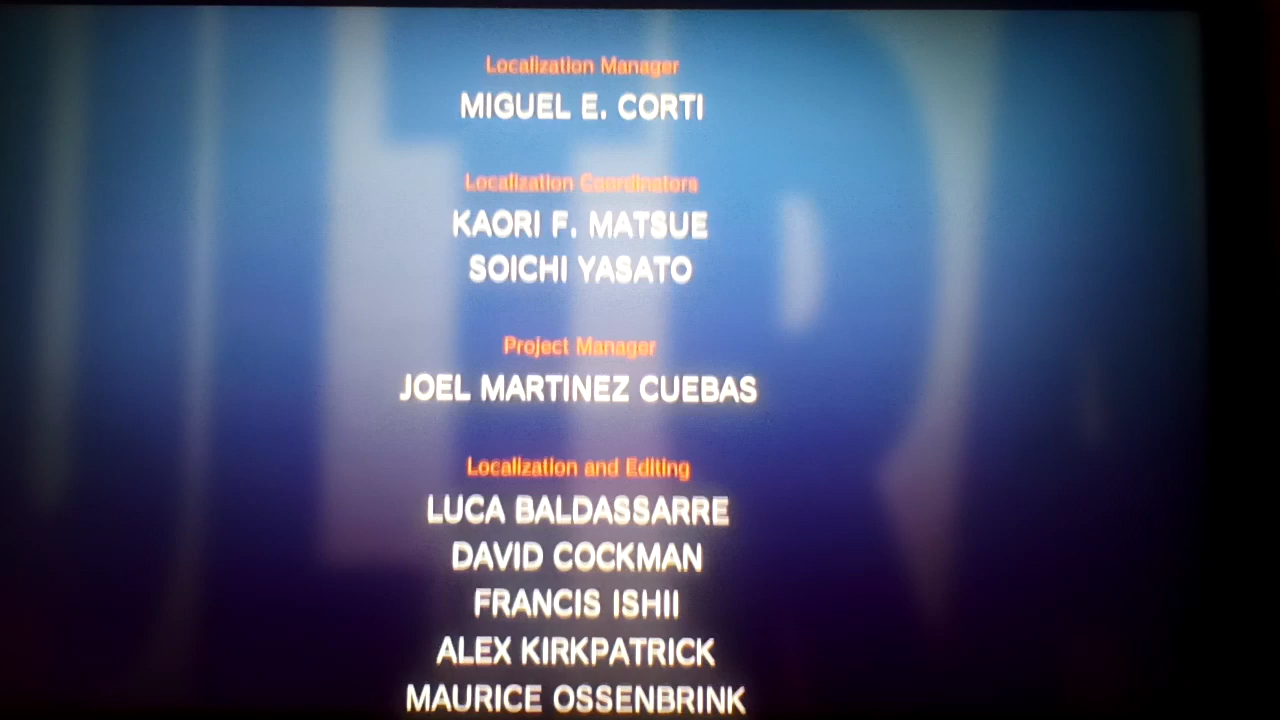 Localization Manager
MIGUEL E. CORTI
Localization Coordinators
KAORI F. MATSUE
SOICHI YASATO
Project Manager
JOEL MARTINEZ CUEBAS
Localization and Editing
LUCA BALDASSARRE
DAVID COCKMAN
FRANCIS ISHII
ALEX KIRKPATRICK
MAURICE OSSENBRINK